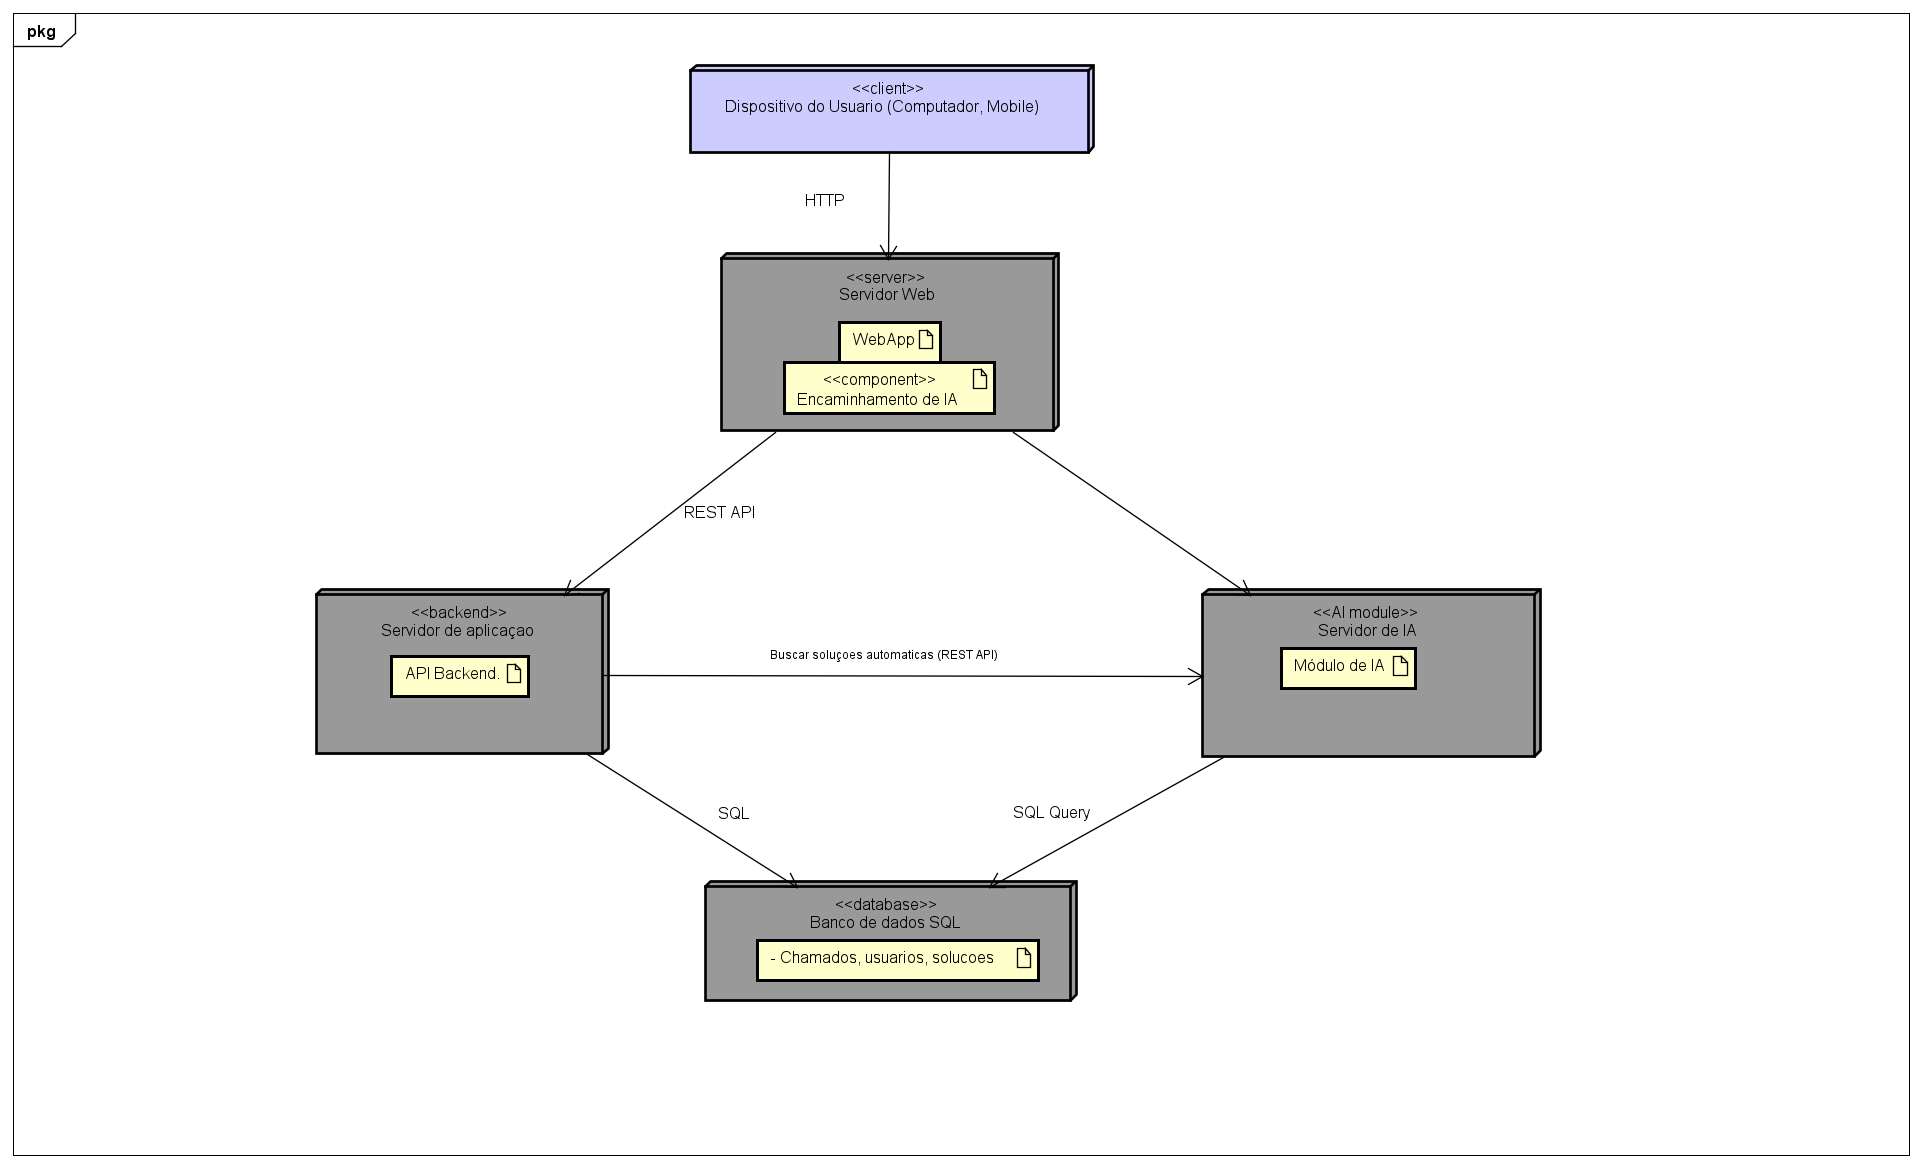 pkg
<<client>>
Dispositivo do Usuario (Computador, Mobile)
HTTP
<<server>>
Servidor Web
WebApp
<<component>>
Encaminhamento de IA
REST API
<<backend>>
Servidor de aplicaçao
API Backend.
Buscar soluçoes automaticas (REST API)
<<AI module>>
Servidor de IA
Módulo de IA
SQL
SQL Query
<<database>>
Banco de dados SQL
- Chamados, usuarios, solucoes